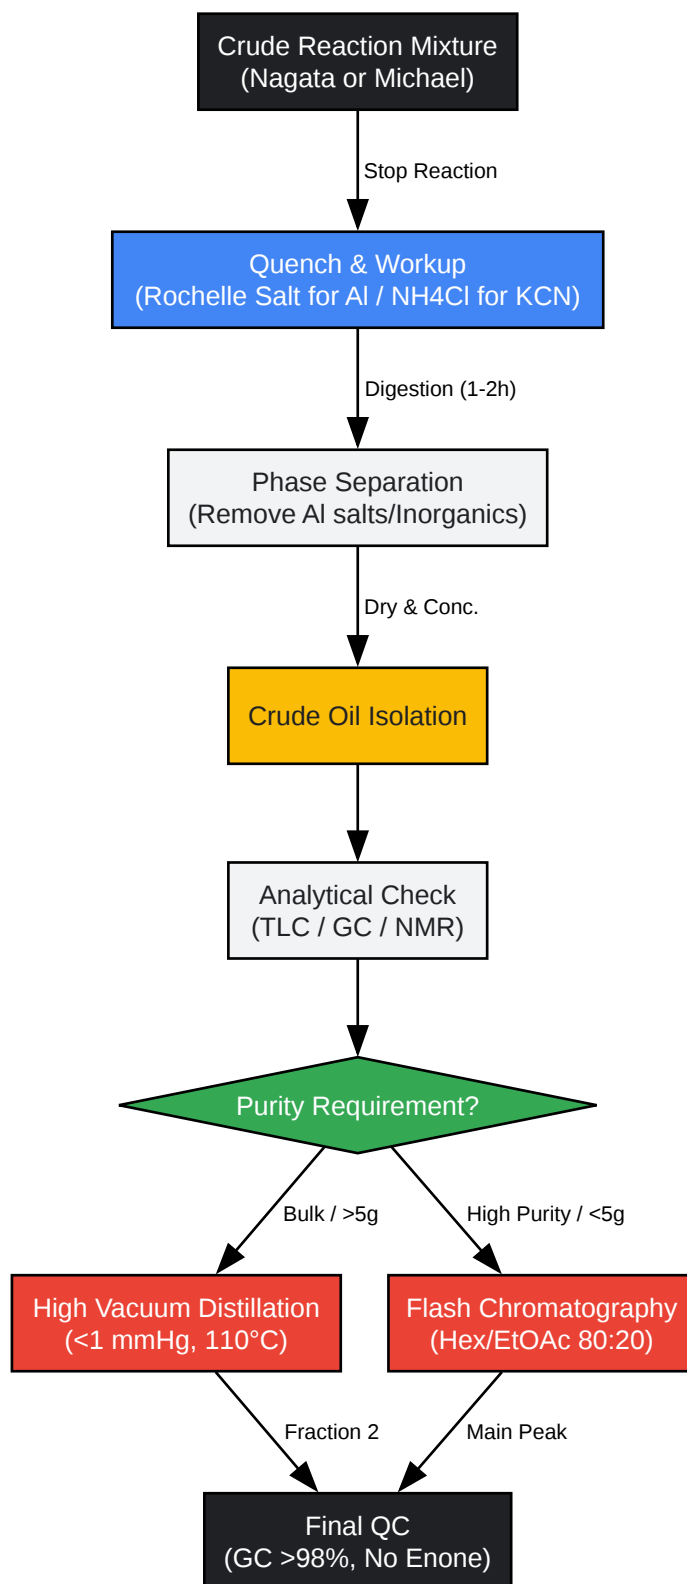 Crude Reaction Mixture
(Nagata or Michael)
Stop Reaction
Quench & Workup
(Rochelle Salt for Al / NH4Cl for KCN)
Digestion (1-2h)
Phase Separation
(Remove Al salts/Inorganics)
Dry & Conc.
Crude Oil Isolation
Analytical Check
(TLC / GC / NMR)
Purity Requirement?
Bulk / >5g
High Purity / <5g
High Vacuum Distillation
(<1 mmHg, 110°C)
Flash Chromatography
(Hex/EtOAc 80:20)
Fraction 2
Main Peak
Final QC
(GC >98%, No Enone)